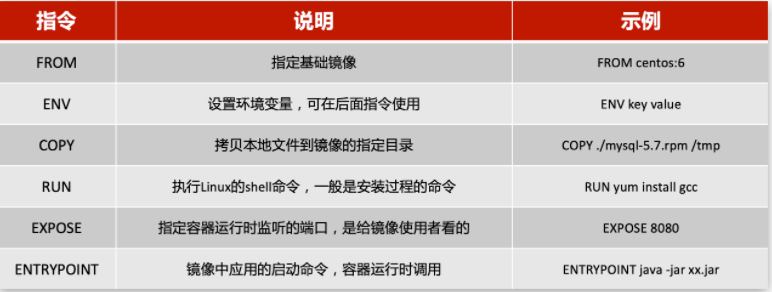 指令 说明 示例
FROM 指定基础镜像 FROM centos:6
ENV 设置环境变量，可在后面指令使用 ENV key value
COPY 拷贝本地文件到镜像的指定目录 COPY ./mysql-5.7.rpm /tmp
RUN 执行Linux的shell命令，一般是安装过程的命令 RUN yum install gcc
EXPOSE 指定容器运行时监听的端口，是给镜像使用者看的 EXPOSE 8080
ENTRYPOINT 镜像中应用的启动命令，容器运行时调用 ENTRYPOINT java -jar xx.jar